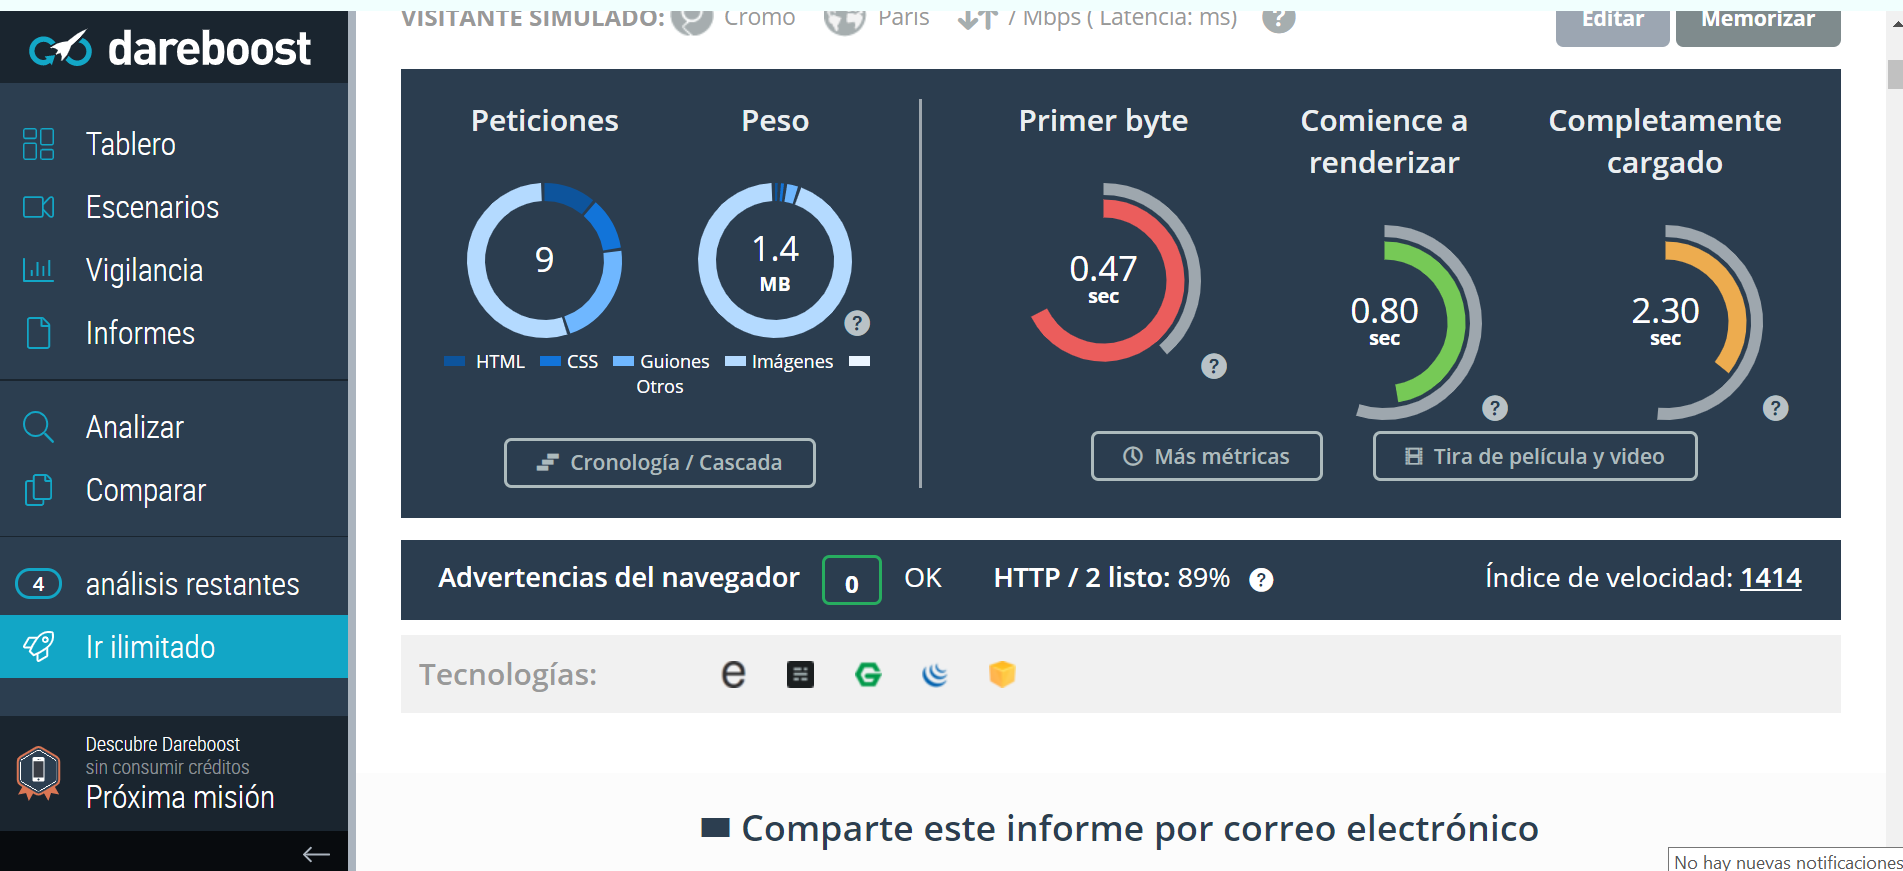 dareboost
Tablero
Escenarios
Vigilancia
Informes
Analizar
Comparar
4 análisis restantes
Ir ilimitado
Descubre Dareboost
sin consumir créditos
Próxima misión
VISITANTE SIMULADO: Cromo París / Mbps ( Latencia: ms) ?
Editar Memorizar
Peticiones
9
Peso
1.4
MB
?
HTML CSS Guiones Imágenes
Otros
Cronología / Cascada
Primer byte
0.47
sec
?
Comience a
renderizar
0.80
sec
?
Completamente
cargado
2.30
sec
?
Más métricas
Tira de película y video
Advertencias del navegador 0 OK HTTP / 2 listo: 89% ? Índice de velocidad: 1414
Tecnologías:
Comparte este informe por correo electrónico
No hay nuevas notificaciones